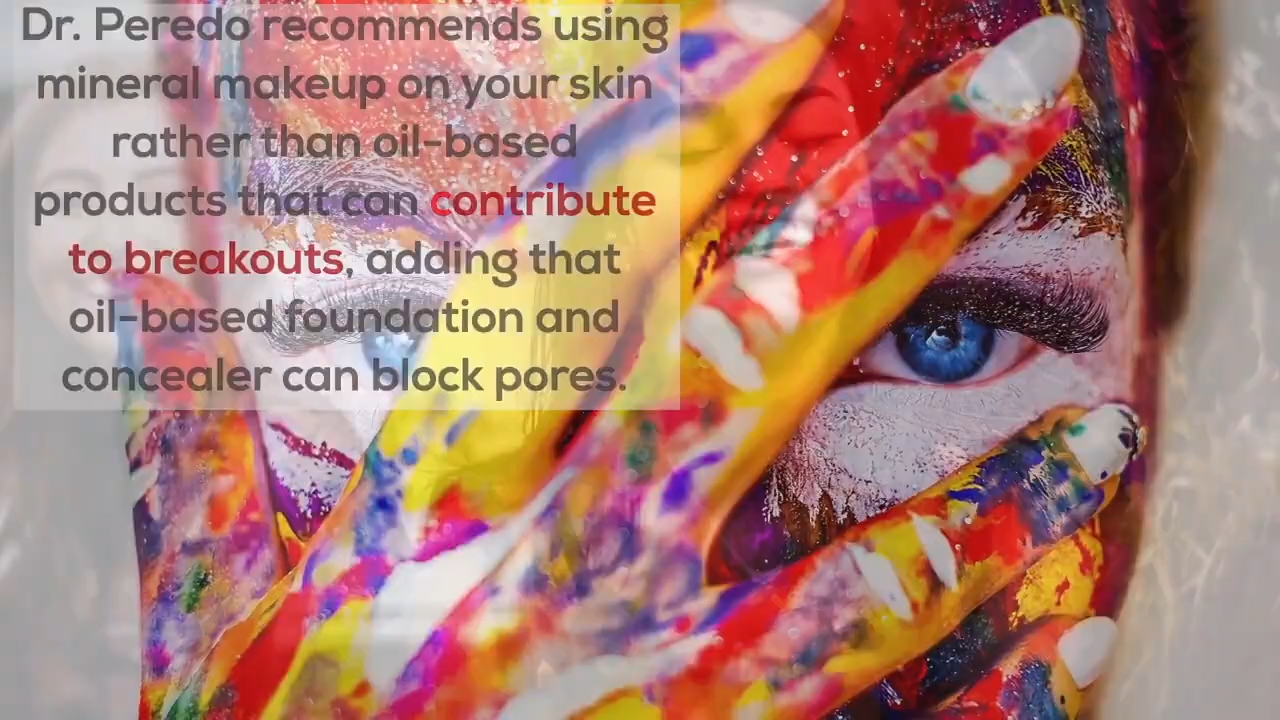 Dr. Peredo recommends using
mineral makeup on your skin
rather than oil-based
products that can contribute
to breakouts, adding that
oil-based foundation and
concealer can block pores.